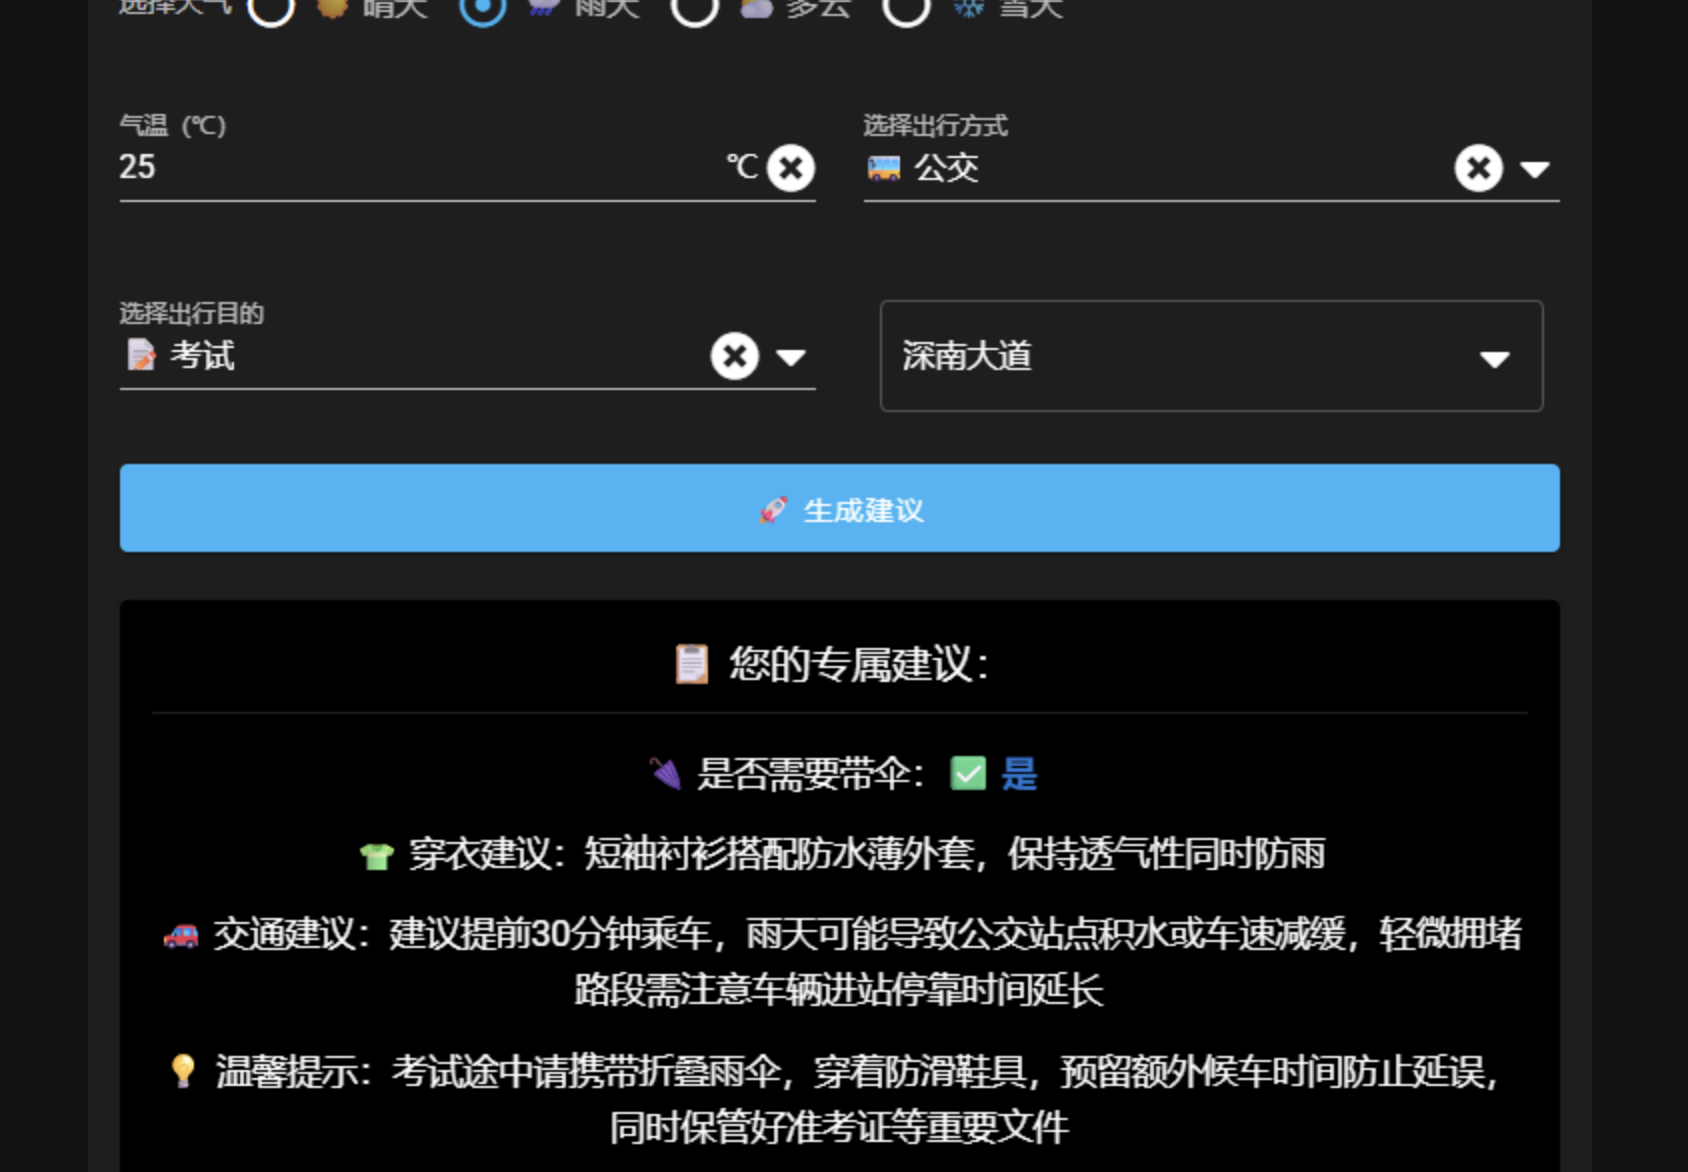 选择天气 晴天 雨天 多云 雪天
气温（℃） 选择出行方式
25 ℃ 公交
选择出行目的
考试 深南大道
生成建议
您的专属建议：
是否需要带伞： 是
穿衣建议：短袖衬衫搭配防水薄外套，保持透气性同时防雨
交通建议：建议提前30分钟乘车，雨天可能导致公交站点积水或车速减缓，轻微拥堵
路段需注意车辆进站停靠时间延长
温馨提示：考试途中请携带折叠雨伞，穿着防滑鞋具，预留额外候车时间防止延误，
同时保管好准考证等重要文件